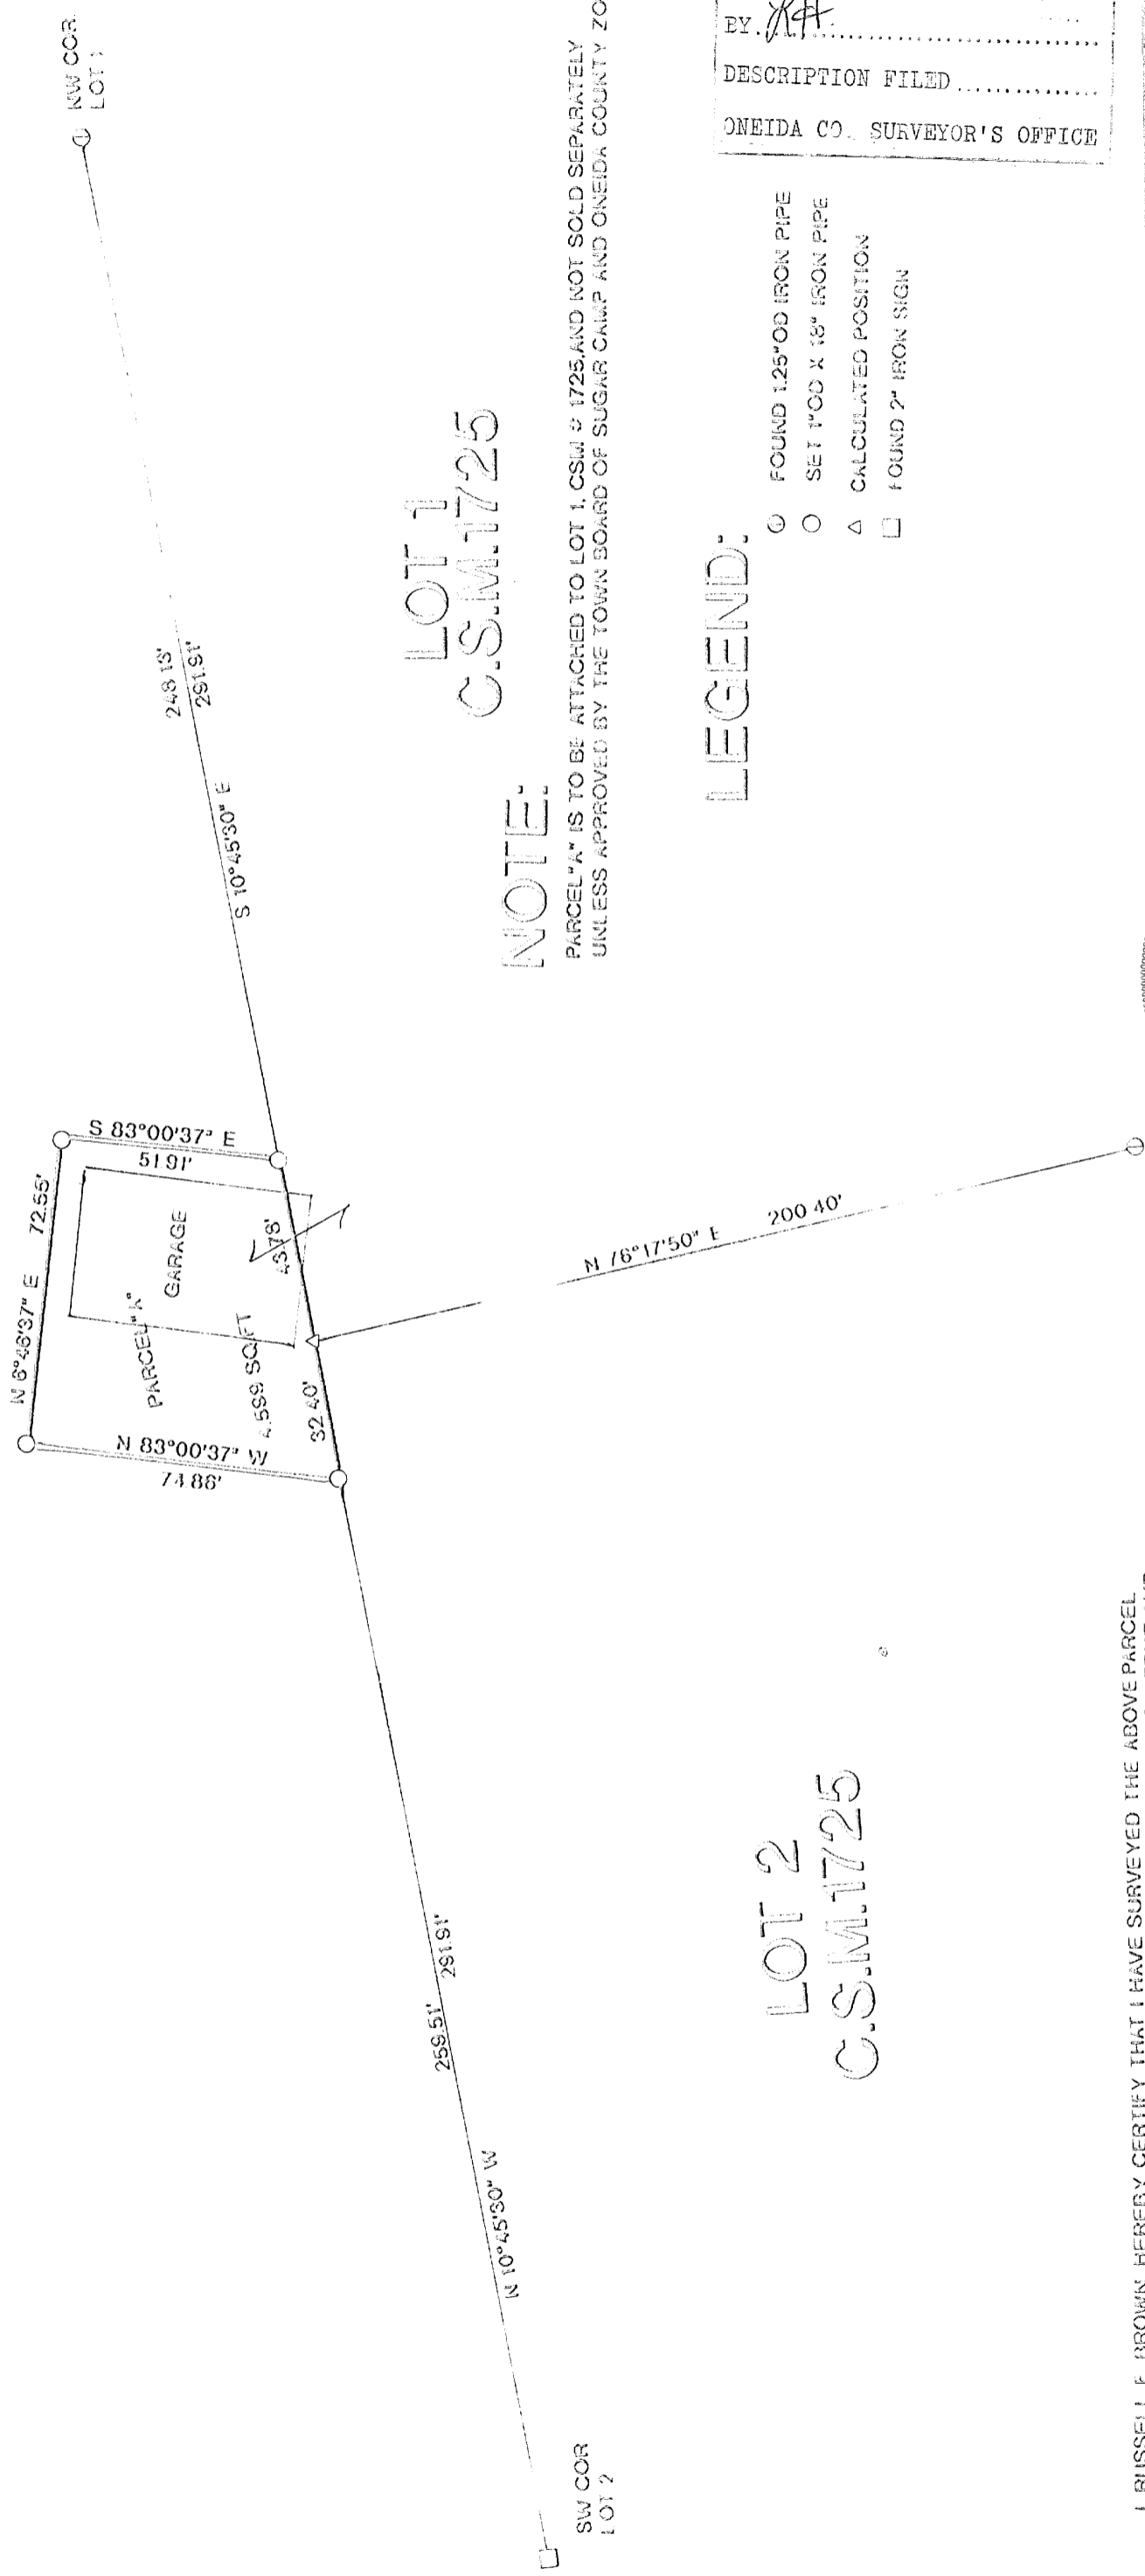 NW COR.
LOT 1
248.13'
291.91'
S 10°45'30" E
LOT 1
C.S.M.1725
S 83°00'37" E
51.91'
N 6°46'37" E
72.55'
GARAGE
PARCEL "A"
43.78'
4,599 SQ.FT
32.40'
N 83°00'37" W
74.86'
N 76°17'50" E
200.40'
259.51'
291.91'
N 10°45'30" W
SW COR
LOT 2
LOT 2
C.S.M.1725
NOTE:
PARCEL "A" IS TO BE ATTACHED TO LOT 1, CSM # 1725,AND NOT SOLD SEPARATELY
UNLESS APPROVED BY THE TOWN BOARD OF SUGAR CAMP AND ONEIDA COUNTY
LEGEND:
FOUND 1.25"OD IRON PIPE
SET 1"OD X 18" IRON PIPE
CALCULATED POSITION
FOUND 2" IRON SIGN
BY.
DESCRIPTION FILED
ONEIDA CO. SURVEYOR'S OFFICE
I RUSSELL F. BROWN HEREBY CERTIFY THAT I HAVE SURVEYED THE ABOVE PARCEL